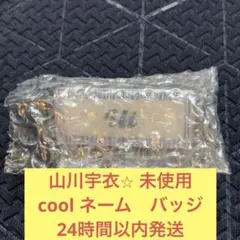 山川宇衣☆ 未使用
cool ネーム　バッジ
24時間以内発送